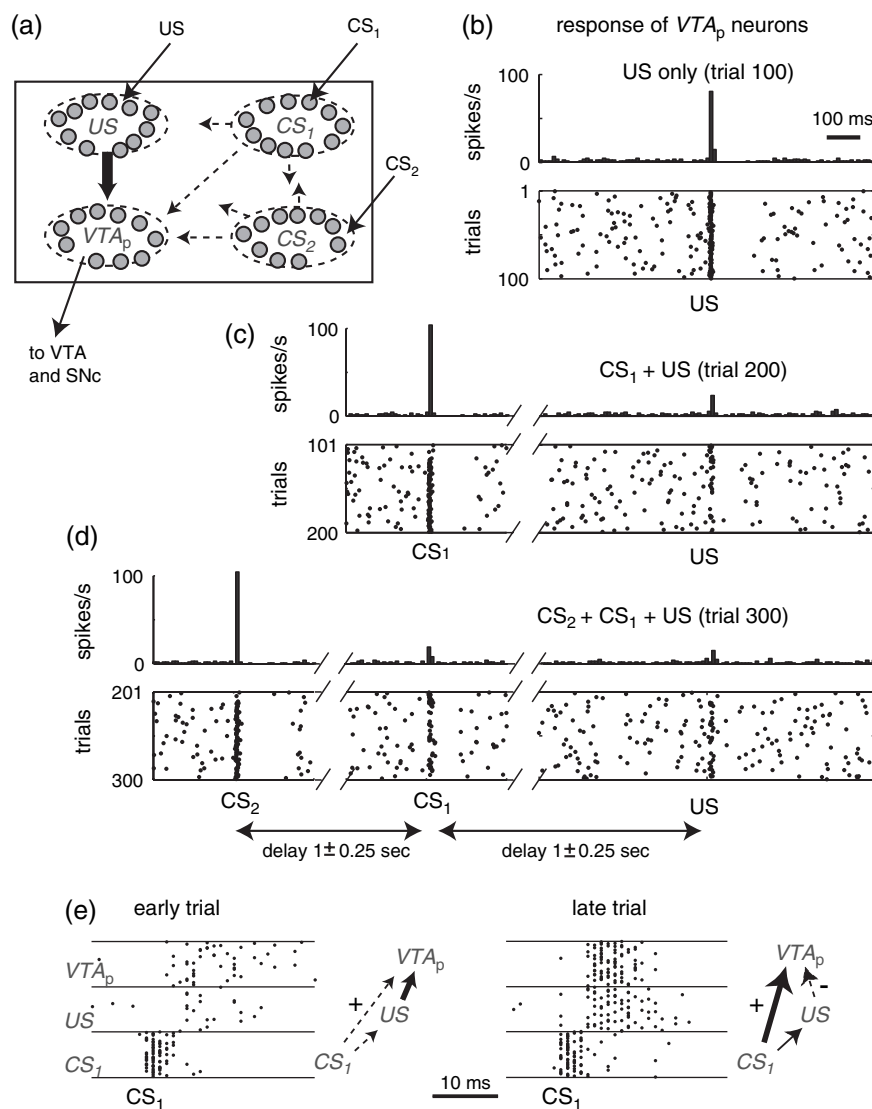 (a)
US
CS1
US
CS1
CS2
VTAp
CS2
to VTA
and SNc
(b)
response of VTAp neurons
US only (trial 100)
100
spikes/s
0
100 ms
1
trials
100
US
(c)
CS1 + US (trial 200)
100
spikes/s
0
101
trials
200
CS1
US
(d)
CS2 + CS1 + US (trial 300)
100
spikes/s
0
201
trials
300
CS2
CS1
US
delay 1± 0.25 sec
delay 1± 0.25 sec
(e)
early trial
late trial
VTAp
US
CS1
CS1
VTAp
+
US
CS1
10 ms
CS1
VTAp
+
-
US
CS1